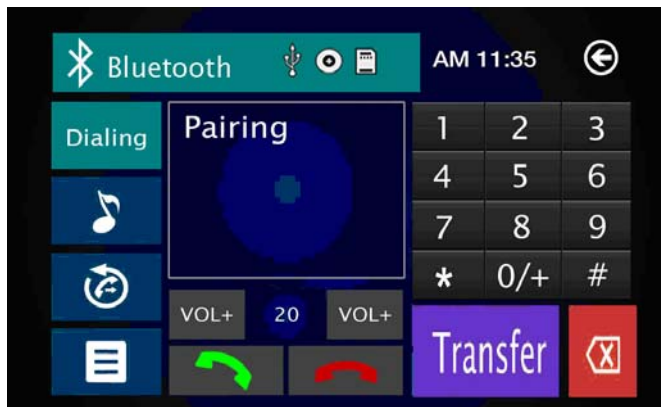 Bluetooth
AM 11:35
Dialing
Pairing
1 2 3
4 5 6
7 8 9
* 0/+ #
VOL+ 20 VOL+
Transfer
X